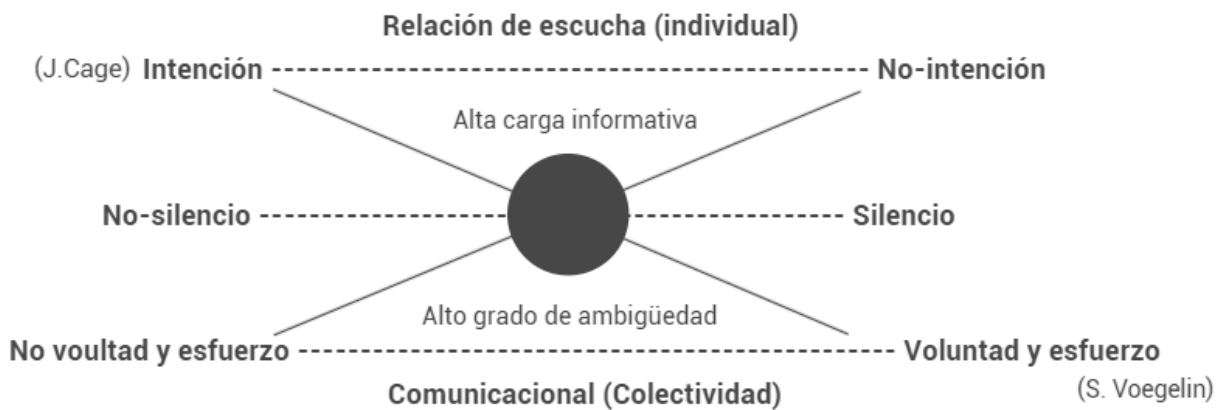 Relación de escucha (individual)
(J.Cage) Intención No-intención
Alta carga informativa
No-silencio Silencio
Alto grado de ambigüedad
No voultad y esfuerzo Voluntad y esfuerzo
Comunicacional (Colectividad) (S. Voegelin)